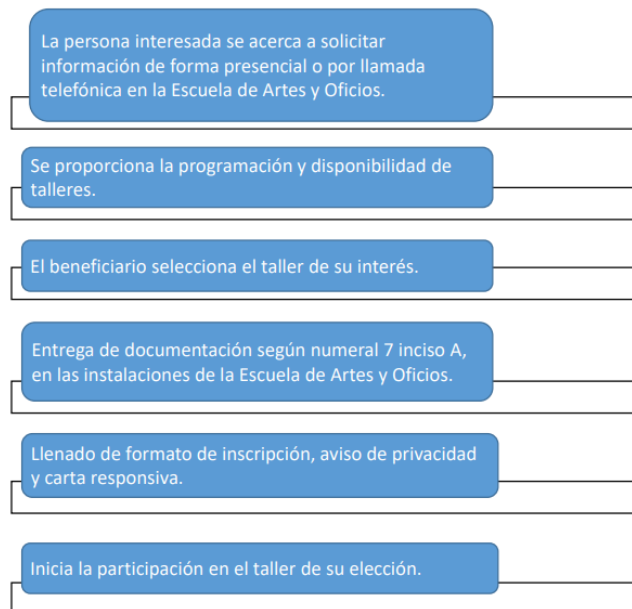 La persona interesada se acerca a solicitar
información de forma presencial o por llamada
telefónica en la Escuela de Artes y Oficios.
Se proporciona la programación y disponibilidad de
talleres.
El beneficiario selecciona el taller de su interés.
Entrega de documentación según numeral 7 inciso A,
en las instalaciones de la Escuela de Artes y Oficios.
Llenado de formato de inscripción, aviso de privacidad
y carta responsiva.
Inicia la participación en el taller de su elección.